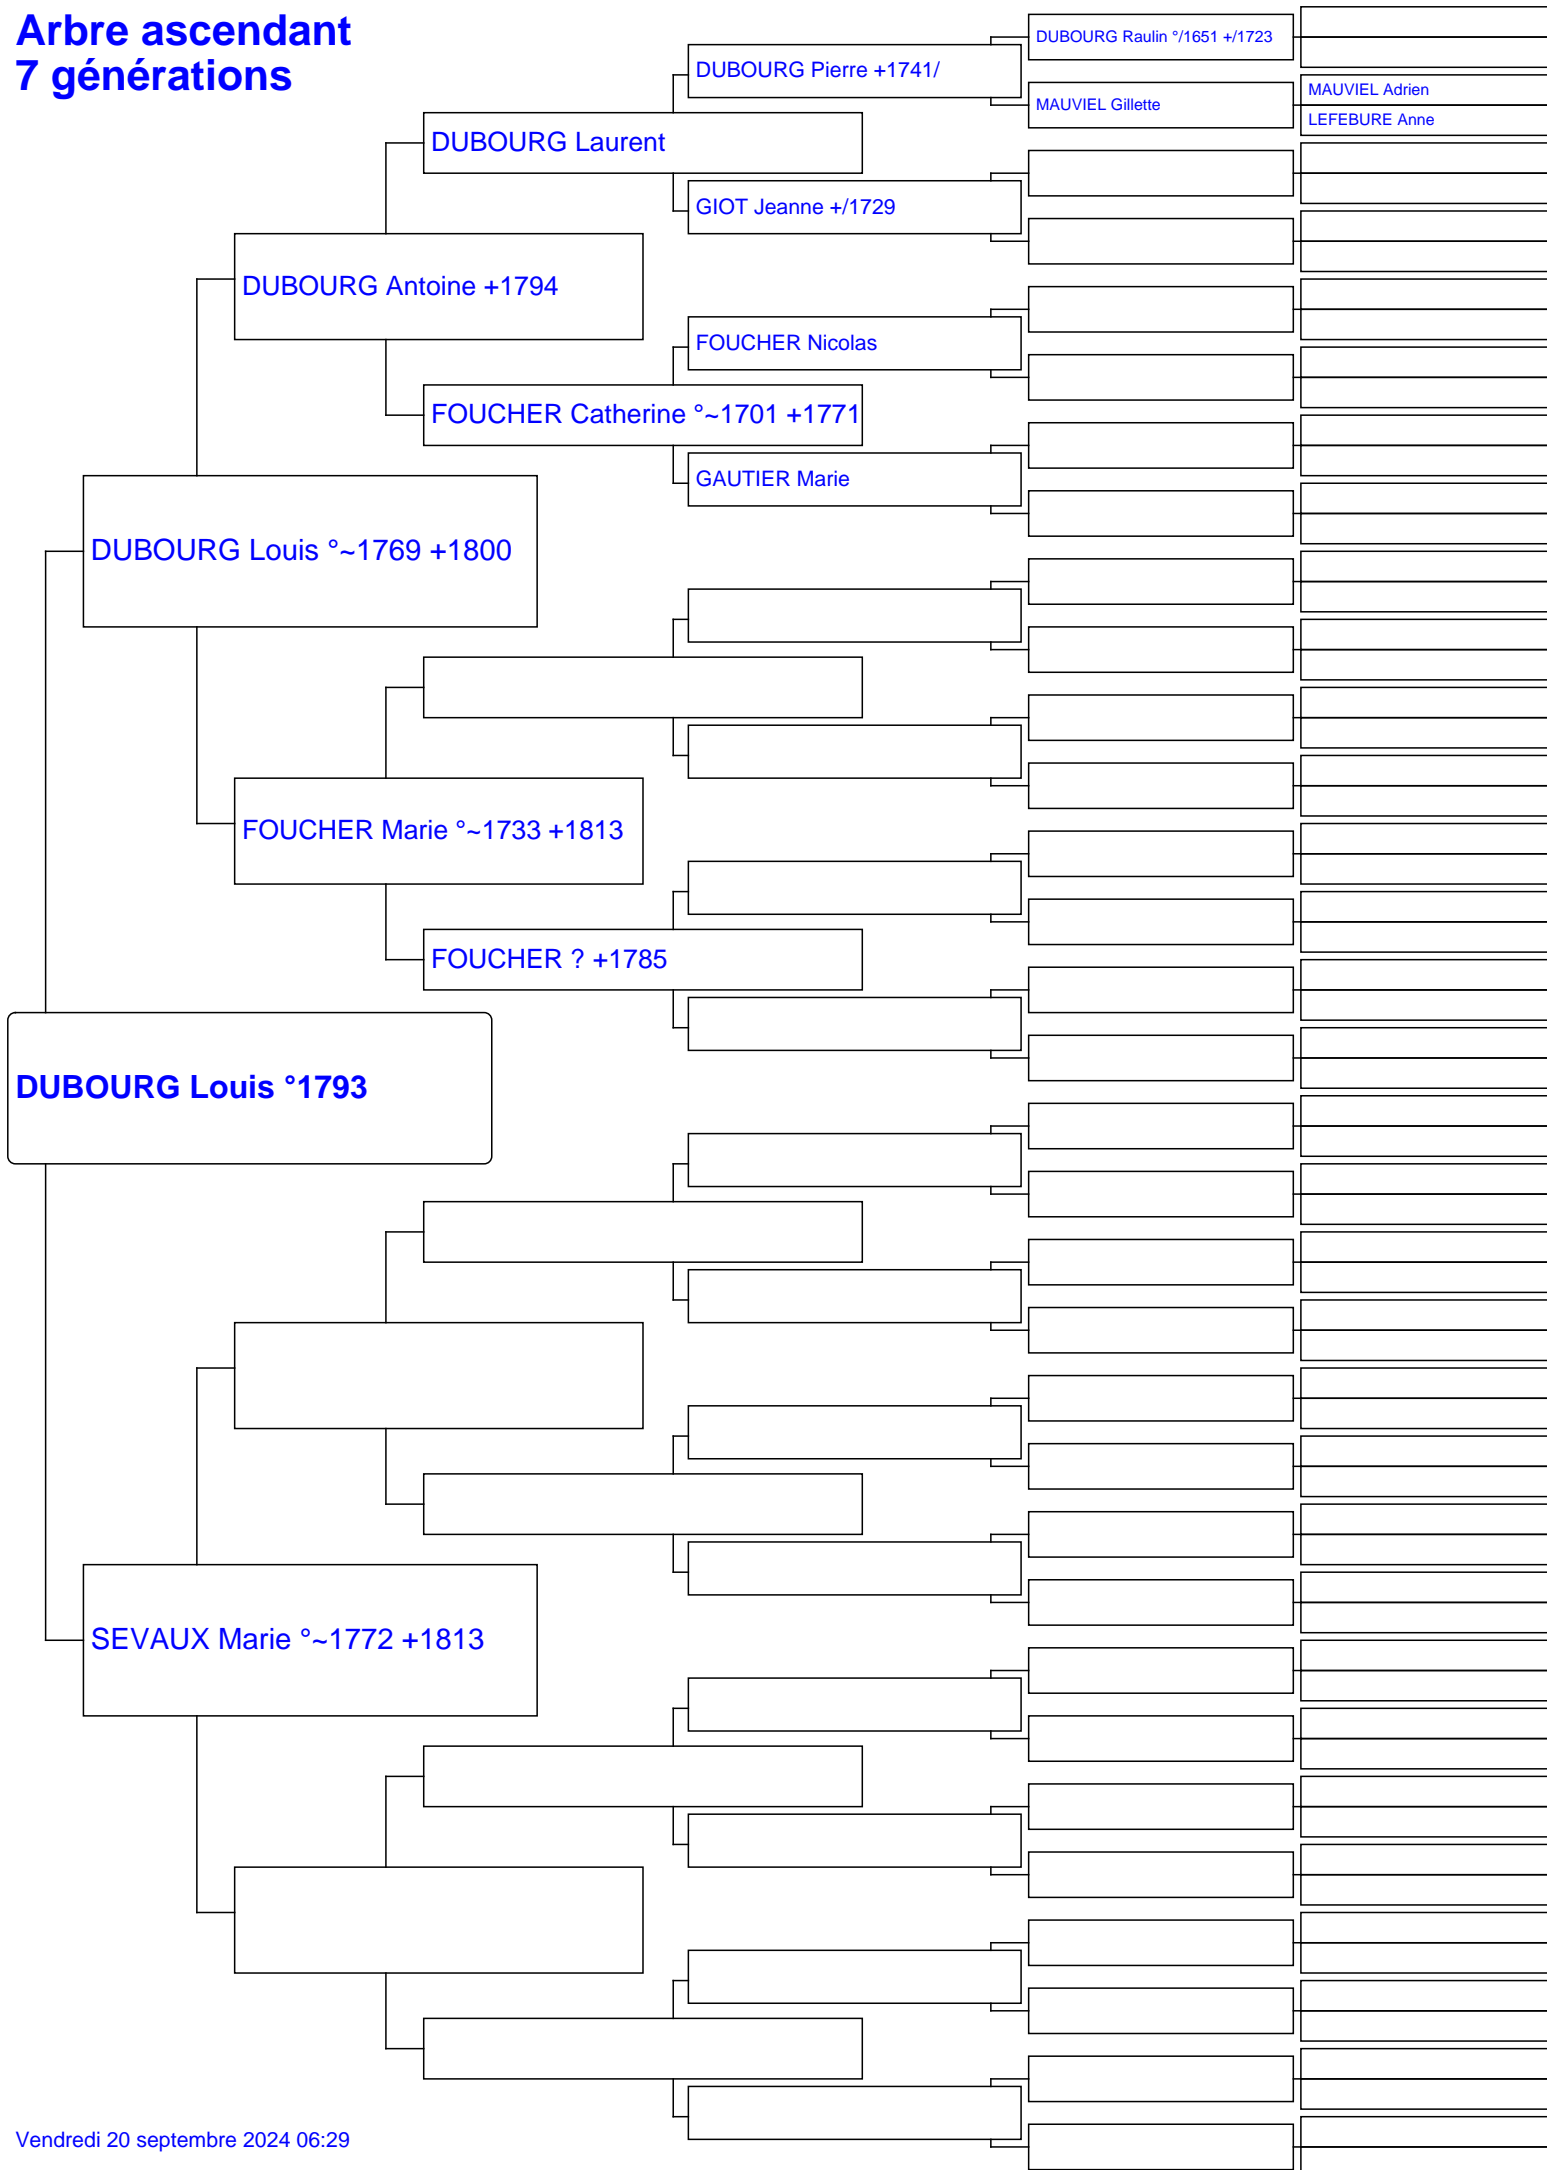 Arbre ascendant
7 générations
DUBOURG Raulin °/1651 +/1723
DUBOURG Pierre +1741/
MAUVIEL Adrien
MAUVIEL Gillette
LEFEBURE Anne
DUBOURG Laurent
GIOT Jeanne +/1729
DUBOURG Antoine +1794
FOUCHER Nicolas
FOUCHER Catherine °~1701 +1771
GAUTIER Marie
DUBOURG Louis °~1769 +1800
FOUCHER Marie °~1733 +1813
FOUCHER ? +1785
DUBOURG Louis °1793
SEVAUX Marie °~1772 +1813
Vendredi 20 septembre 2024 06:29